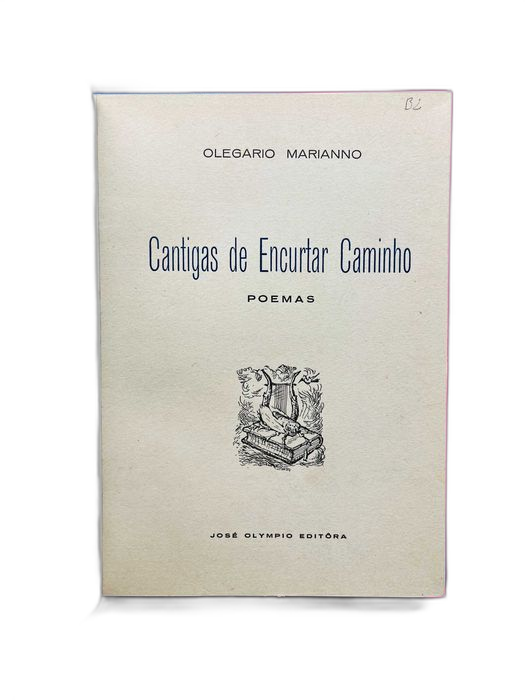 OLEGARIO MARIANNO
Cantigas de Encurtar Caminho
POEMAS
JOSÉ OLYMPIO EDITÔRA